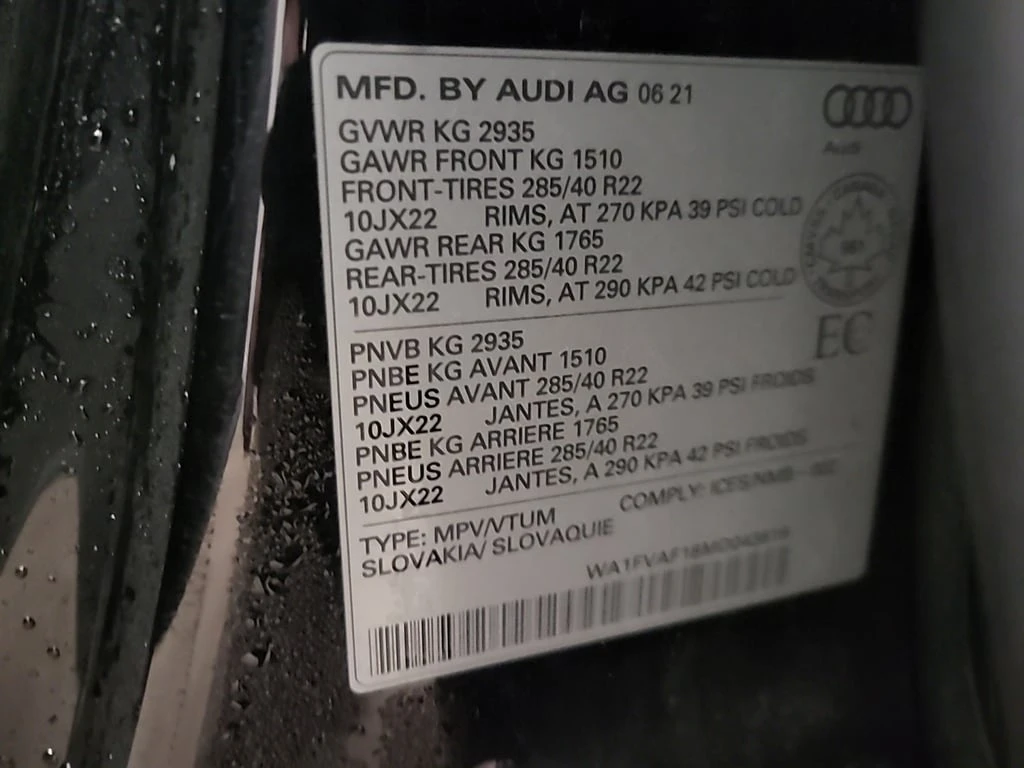 MFD. BY AUDI AG 06 21
Audi
GVWR KG 2935
GAWR FRONT KG 1510
FRONT-TIRES 285/40 R22
10JX22 RIMS, AT 270 KPA 39 PSI COLD
GAWR REAR KG 1765
REAR-TIRES 285/40 R22
10JX22 RIMS, AT 290 KPA 42 PSI COLD
EC
PNVB KG 2935
PNBE KG AVANT 1510
PNEUS AVANT 285/40 R22
10JX22 JANTES, A 270 KPA 39 PSI FROIDS
PNBE KG ARRIERE 1765
PNEUS ARRIERE 285/40 R22
10JX22 JANTES, A 290 KPA 42 PSI FROIDS
TYPE: MPV/VTUM COMPLY:
SLOVAKIA/ SLOVAQUIE